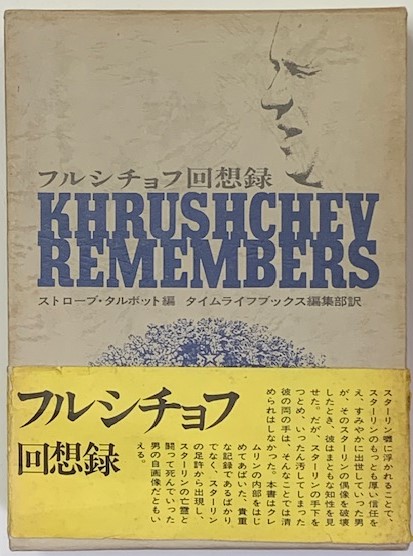 フルシチョフ回想録
KHRUSHCHEV
REMEMBERS
ストローブ・タルボット編 タイムライフブックス編集部訳
フルシチョフ
回想録
スターリン嘴に浮かれることで、
スターリンのもっとも厚い信任を
え、すみやかに出世していった男
が、そのスターリンの偶像を破壊
したとき、彼はまともな知性を見
せた。だが、スターリンの手下を
つとめ、いったん汚してしまった
彼の両の手は、そんなことでは清
められはしなかった。本書はクレ
ムリンの内部をはじ
めてあばいた、貴重
な記録であるばかり
でなく、スターリン
の足許から出現し、
スターリンの亡霊と
闘って死んでいった
男の自画像だともい
える。